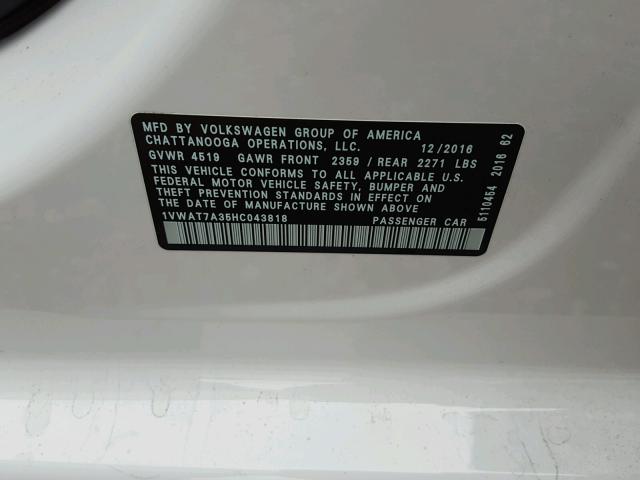 MFD BY VOLKSWAGEN GROUP OF AMERICA
CHATTANOOGA OPERATIONS, LLC. 12/2016
GVWR 4519 GAWR FRONT 2359 / REAR 2271 LBS
THIS VEHICLE CONFORMS TO ALL APPLICABLE U.S.
FEDERAL MOTOR VEHICLE SAFETY, BUMPER AND
THEFT PREVENTION STANDARDS IN EFFECT ON
THE DATE OF MANUFACTURE SHOWN ABOVE
1VWAT7A35HC043818 PASSENGER CAR
5110454 2016 62